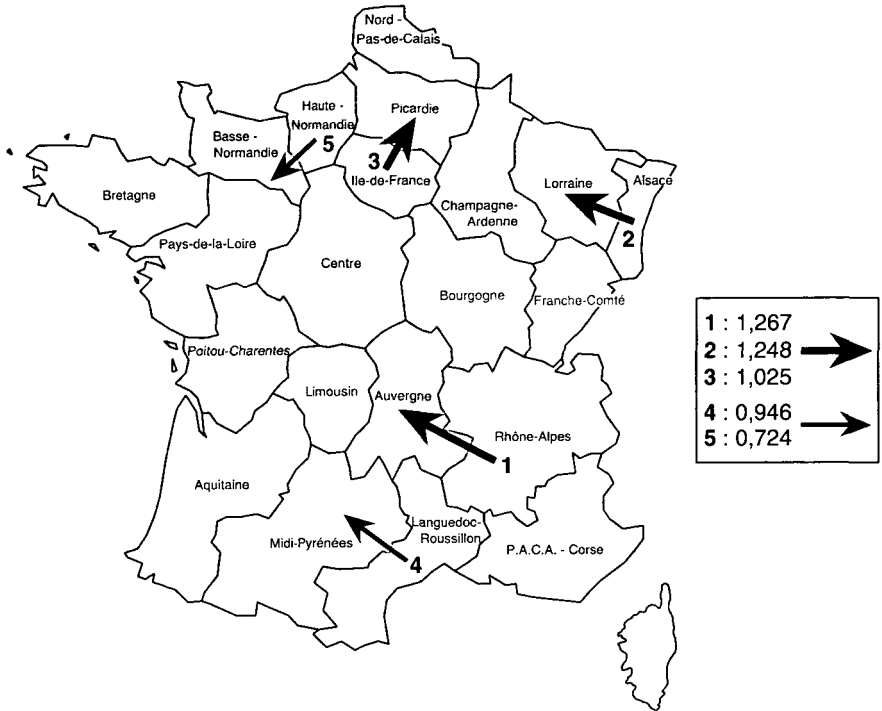 Nord -
Pas-de-Calais
Haute -
Normandie
Picardie
Basse -
Normandie
5
3
Ile-de-France
Lorraine
Alsace
Bretagne
Champagne-
Ardenne
2
Pays-de-la-Loire
Centre
Bourgogne
Franche-Comté
Poitou-Charentes
Limousin
Auvergne
Rhône-Alpes
1
Aquitaine
Languedoc-
Roussillon
Midi-Pyrénées
P.A.C.A. - Corse
4
1 : 1,267
2 : 1,248
3 : 1,025
4 : 0,946
5 : 0,724